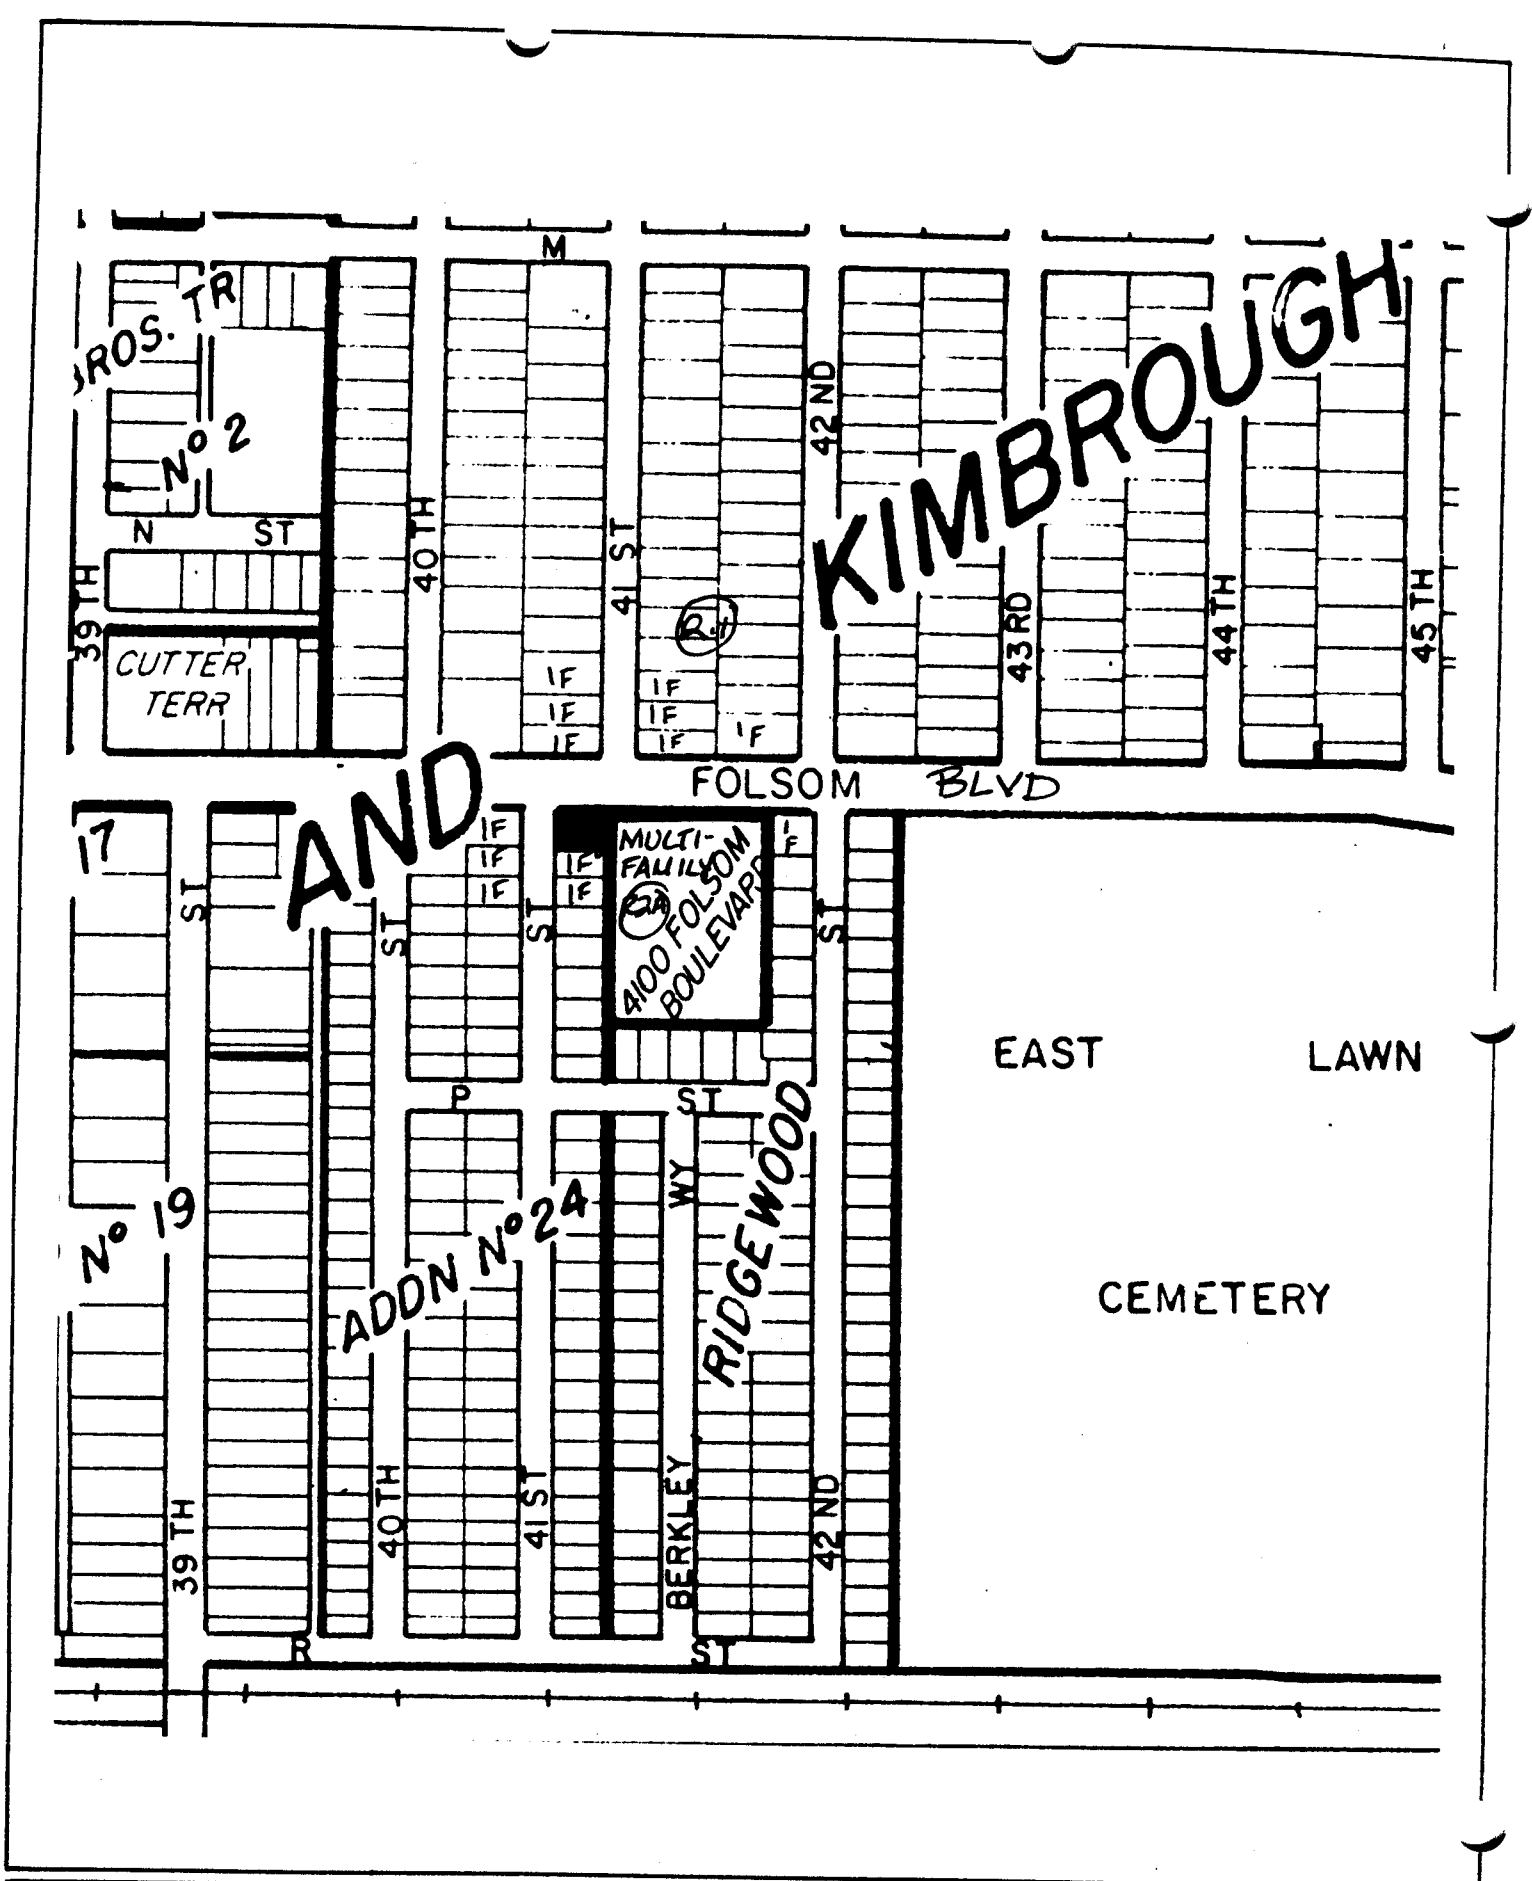 M
TR
ROS.
Nº 2
N ST
39 TH
40 TH
41 ST
42 ND
43 RD
44 TH
45 TH
KIMBROUGH
CUTTER
TERR
1F
1F
1F
1F
1F
1F
1F
FOLSOM BLVD
AND
17
ST
ST
ST
ST
1F
1F
1F
1F
1F
MULTI-
FAMILY
4100 FOLSOM
BOULEVARD
1F
EAST LAWN
CEMETERY
P ST
WY
RIDGEWOOD
Nº 19
ADDN Nº 24
39 TH
40 TH
41 ST
BERKLEY
42 ND
R ST